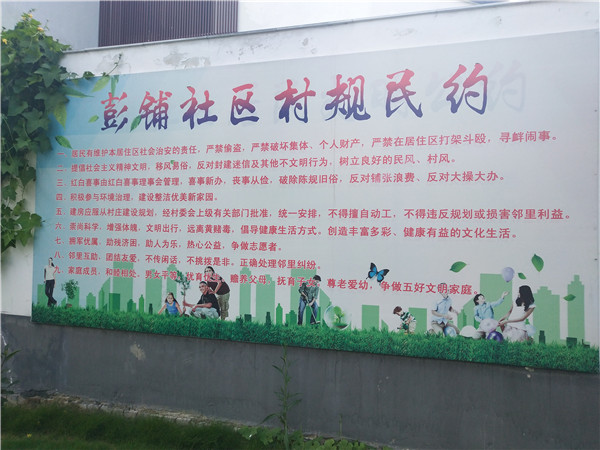 彭铺社区村规民约
一、居民有维护本居住区社会治安的责任，严禁偷盗，严禁破坏集体、个人财产，严禁在居住区打架斗殴，寻衅闹事。
二、提倡社会主义精神文明，移风易俗，反对封建迷信及其他不文明行为，树立良好的民风、村风。
三、红白喜事由红白喜事理事会管理，喜事新办，丧事从俭，破除陈规旧俗，反对铺张浪费、反对大操大办。
四、积极参与环境治理，建设整洁优美新家园。
五、建房应服从村庄建设规划，经村委会上级有关部门批准，统一安排，不得擅自动工，不得违反规划或损害邻里利益。
六、崇尚科学，增强体魄，文明出行，远离黄赌毒，倡导健康生活方式。创造丰富多彩、健康有益的文化生活。
七、拥军优属，助残济困，助人为乐，热心公益，争做志愿者。
八、邻里互助，团结友爱，不传闲话，不挑拨是非。正确处理邻里纠纷。
九、家庭成员，和睦相处，男女平等，优育 赡养父母，抚育子 尊老爱幼，争做五好文明家庭。